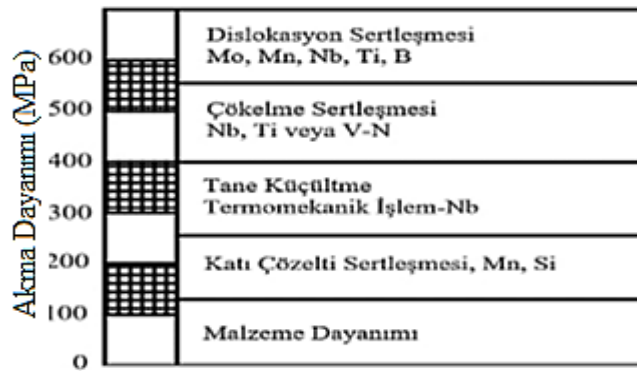 Akma Dayanımı (MPa)
600
500
400
300
200
100
0
Dislokasyon Sertleşmesi
Mo, Mn, Nb, Ti, B
Çökelme Sertleşmesi
Nb, Ti veya V-N
Tane Küçültme
Termomekanik İşlem-Nb
Katı Çözelti Sertleşmesi, Mn, Si
Malzeme Dayanımı